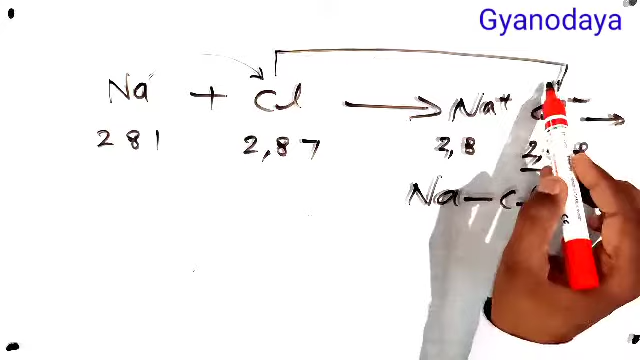 Gyanodaya
Na + Cl → Na+
2 8 1 2,8 7 2,8
Na –